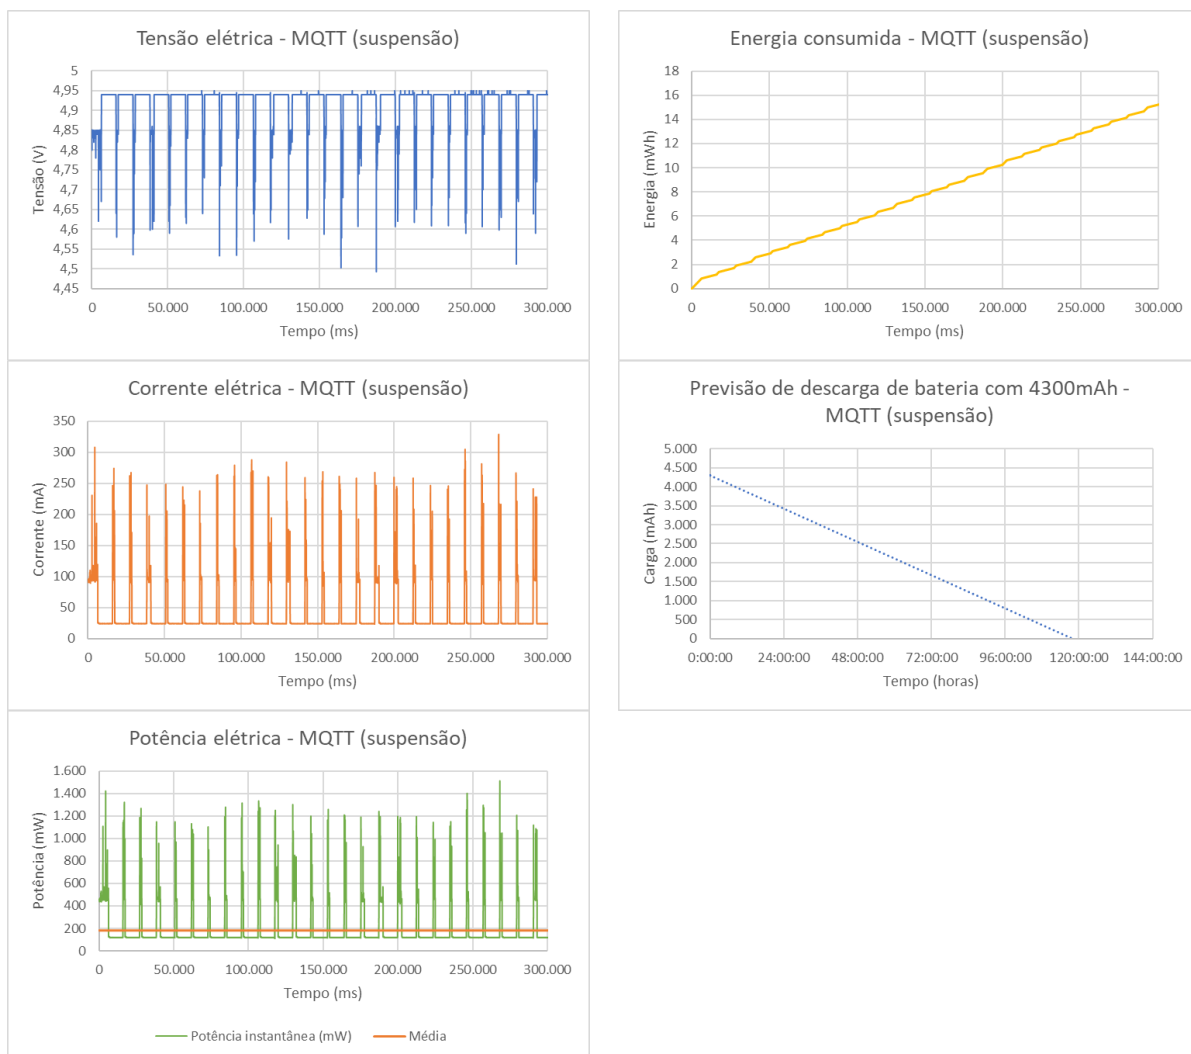 Tensão elétrica - MQTT (suspensão)
Tensão (V)
5
4,95
4,9
4,85
4,8
4,75
4,7
4,65
4,6
4,55
4,5
4,45
0 50.000 100.000 150.000 200.000 250.000 300.000
Tempo (ms)
Energia consumida - MQTT (suspensão)
Energia (mWh)
18
16
14
12
10
8
6
4
2
0
0 50.000 100.000 150.000 200.000 250.000 300.000
Tempo (ms)
Corrente elétrica - MQTT (suspensão)
Corrente (mA)
350
300
250
200
150
100
50
0
0 50.000 100.000 150.000 200.000 250.000 300.000
Tempo (ms)
Previsão de descarga de bateria com 4300mAh -
MQTT (suspensão)
Carga (mAh)
5.000
4.500
4.000
3.500
3.000
2.500
2.000
1.500
1.000
500
0
0:00:00 24:00:00 48:00:00 72:00:00 96:00:00 120:00:00 144:00:00
Tempo (horas)
Potência elétrica - MQTT (suspensão)
Potência (mW)
1.600
1.400
1.200
1.000
800
600
400
200
0
0 50.000 100.000 150.000 200.000 250.000 300.000
Tempo (ms)
Potência instantânea (mW) Média